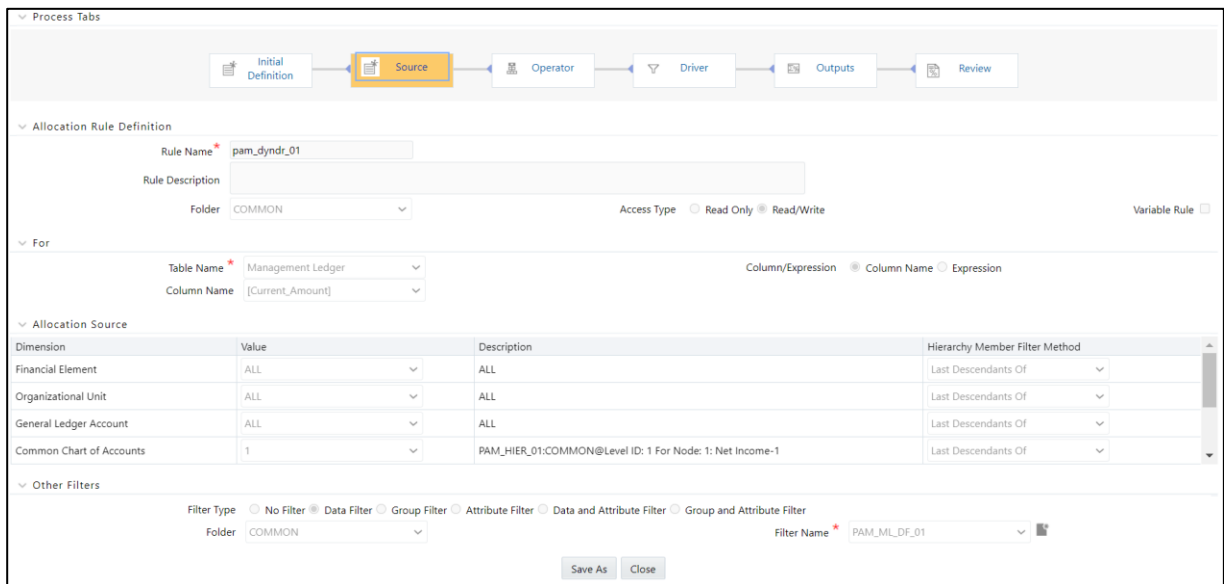 Process Tabs
Initial Definition Source Operator Driver Outputs Review
Allocation Rule Definition
Rule Name* pam_dyndr_01
Rule Description
Folder COMMON Access Type Read Only Read/Write Variable Rule
For
Table Name * Management Ledger Column/Expression Column Name Expression
Column Name [Current_Amount]
Allocation Source
Dimension Value Description Hierarchy Member Filter Method
Financial Element ALL ALL Last Descendants Of
Organizational Unit ALL ALL Last Descendants Of
General Ledger Account ALL ALL Last Descendants Of
Common Chart of Accounts 1 PAM_HIER_01:COMMON@Level ID: 1 For Node: 1: Net Income-1 Last Descendants Of
Other Filters
Filter Type No Filter Data Filter Group Filter Attribute Filter Data and Attribute Filter Group and Attribute Filter
Folder COMMON Filter Name * PAM_ML_DF_01
Save As Close